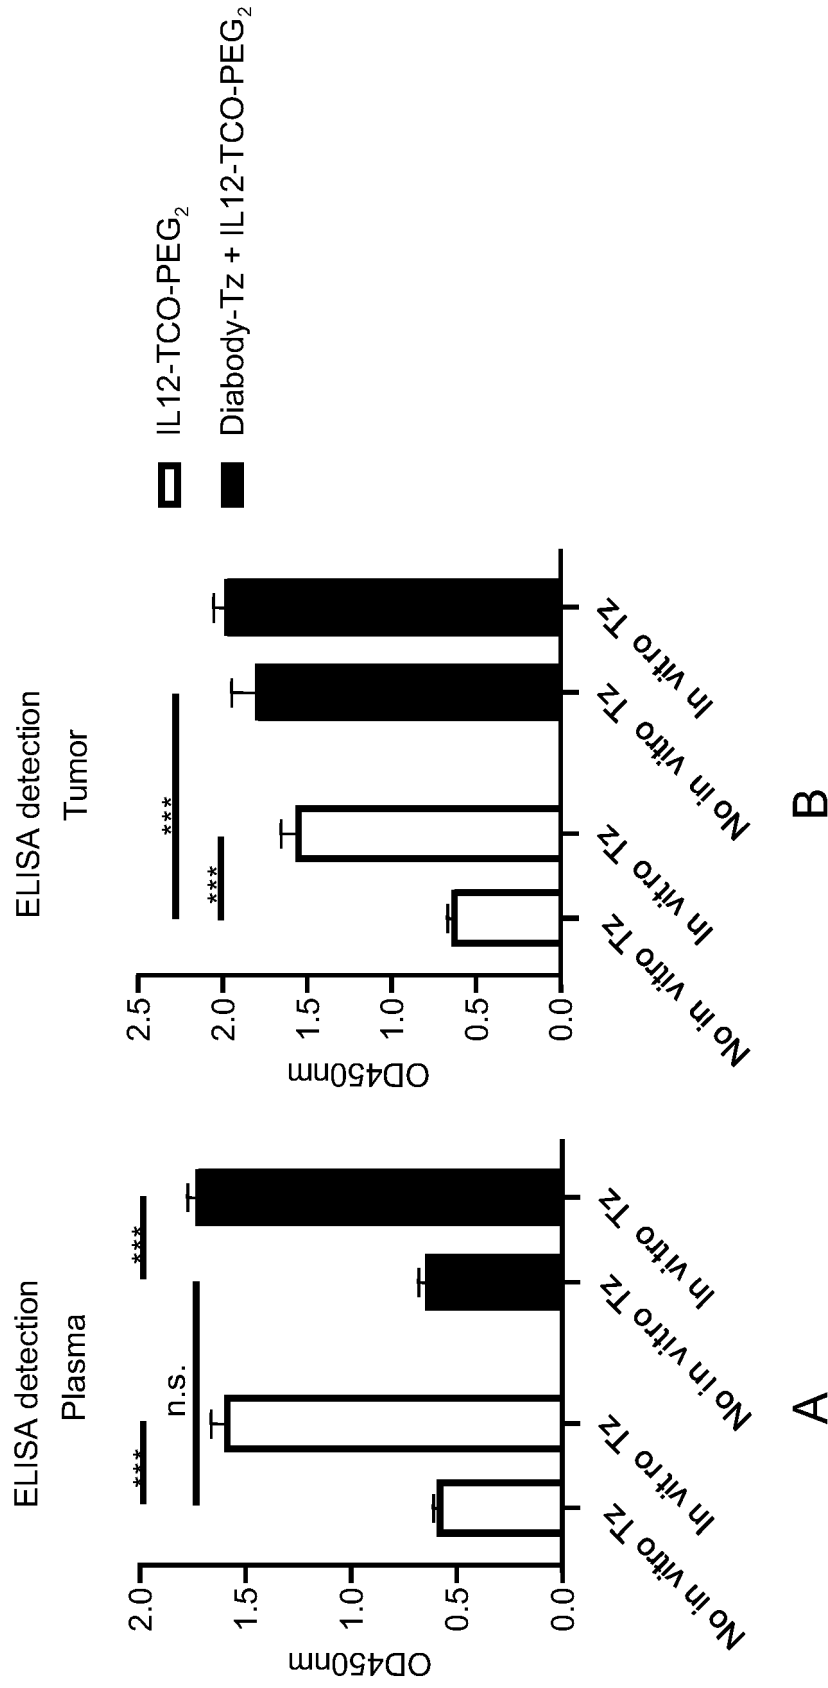 ELISA detection
Plasma
OD450nm
2.0
1.5
1.0
0.5
0.0
***
n.s.
***
No in vitro Tz
In vitro Tz
No in vitro Tz
In vitro Tz
A
ELISA detection
Tumor
OD450nm
2.5
2.0
1.5
1.0
0.5
0.0
***
***
No in vitro Tz
In vitro Tz
No in vitro Tz
In vitro Tz
B
IL12-TCO-PEG₂
Diabody-Tz + IL12-TCO-PEG₂